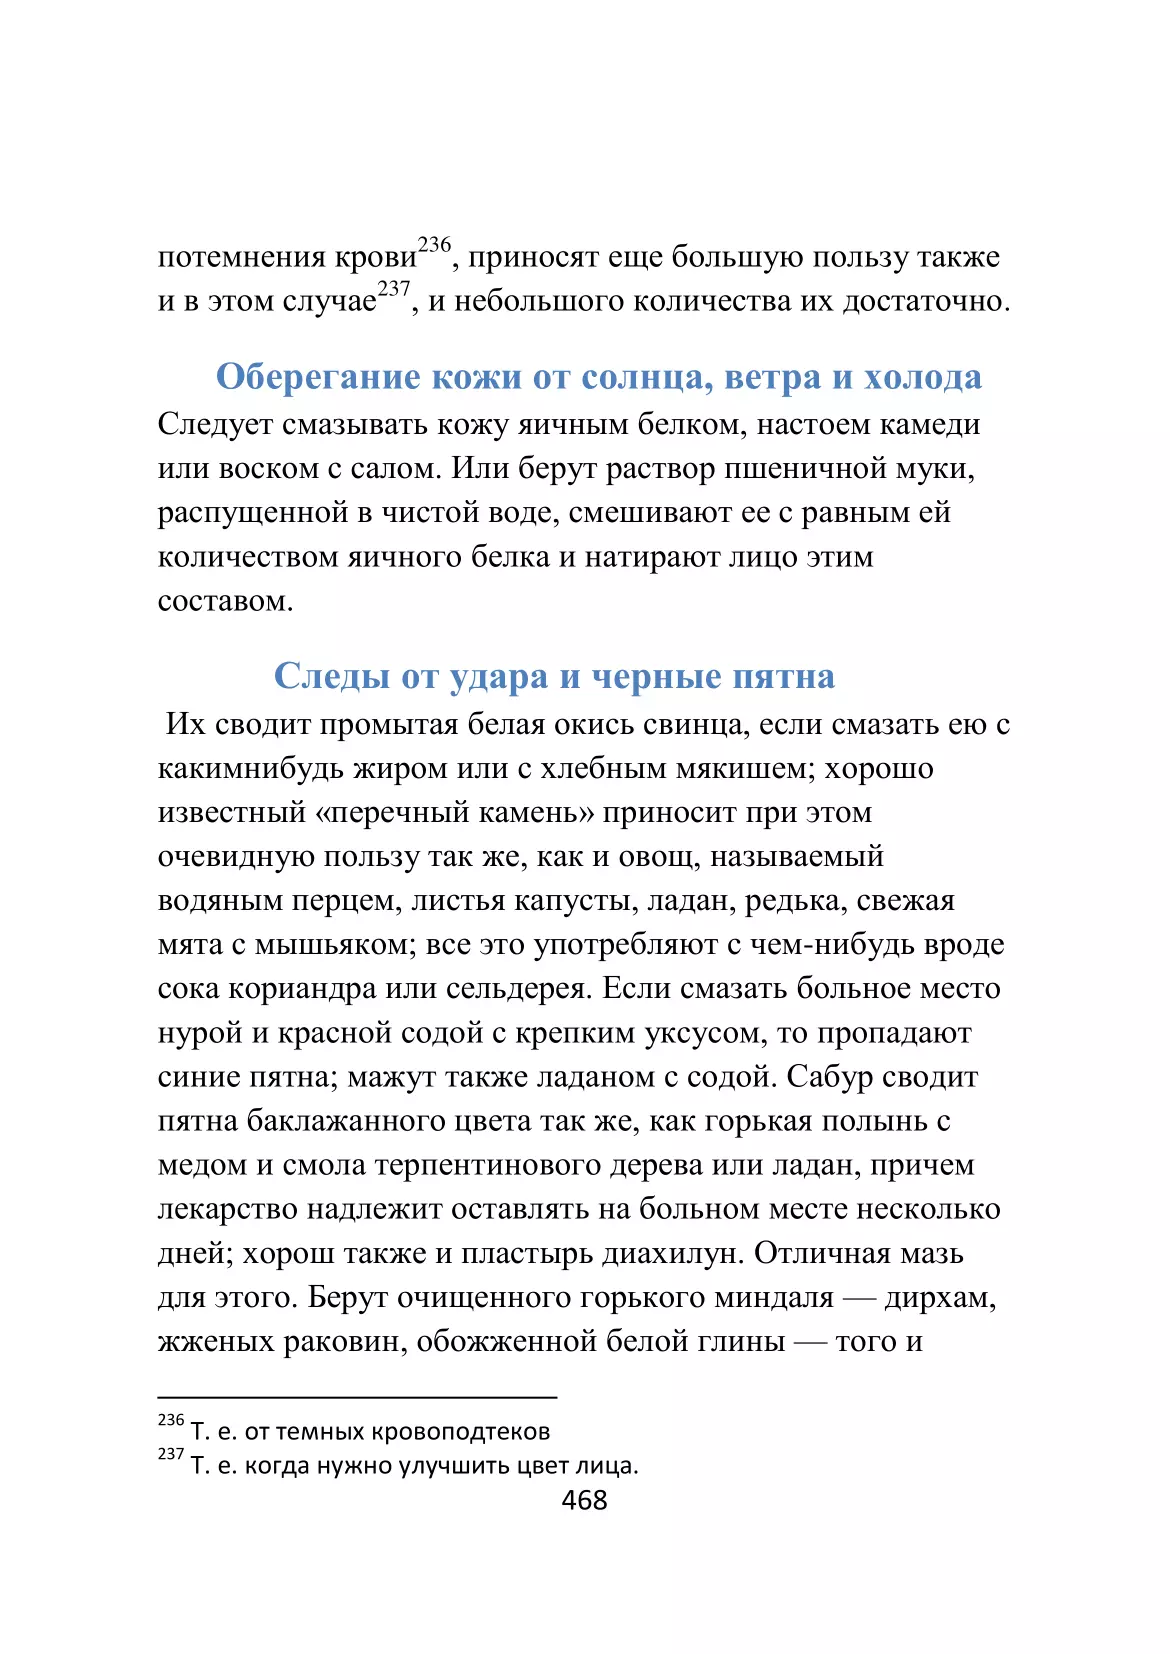 потемнения крови236, приносят еще большую пользу также
и в этом случае237, и небольшого количества их достаточно.
Оберегание кожи от солнца, ветра и холода
Следует смазывать кожу яичным белком, настоем камеди
или воском с салом. Или берут раствор пшеничной муки,
распущенной в чистой воде, смешивают ее с равным ей
количеством яичного белка и натирают лицо этим
составом.
Следы от удара и черные пятна
Их сводит промытая белая окись свинца, если смазать ею с
какимнибудь жиром или с хлебным мякишем; хорошо
известный «перечный камень» приносит при этом
очевидную пользу так же, как и овощ, называемый
водяным перцем, листья капусты, ладан, редька, свежая
мята с мышьяком; все это употребляют с чем-нибудь вроде
сока кориандра или сельдерея. Если смазать больное место
нурой и красной содой с крепким уксусом, то пропадают
синие пятна; мажут также ладаном с содой. Сабур сводит
пятна баклажанного цвета так же, как горькая полынь с
медом и смола терпентинового дерева или ладан, причем
лекарство надлежит оставлять на больном месте несколько
дней; хорош также и пластырь диахилун. Отличная мазь
для этого. Берут очищенного горького миндаля — дирхам,
жженых раковин, обожженной белой глины — того и
236 Т. е. от темных кровоподтеков
237 Т. е. когда нужно улучшить цвет лица.
468